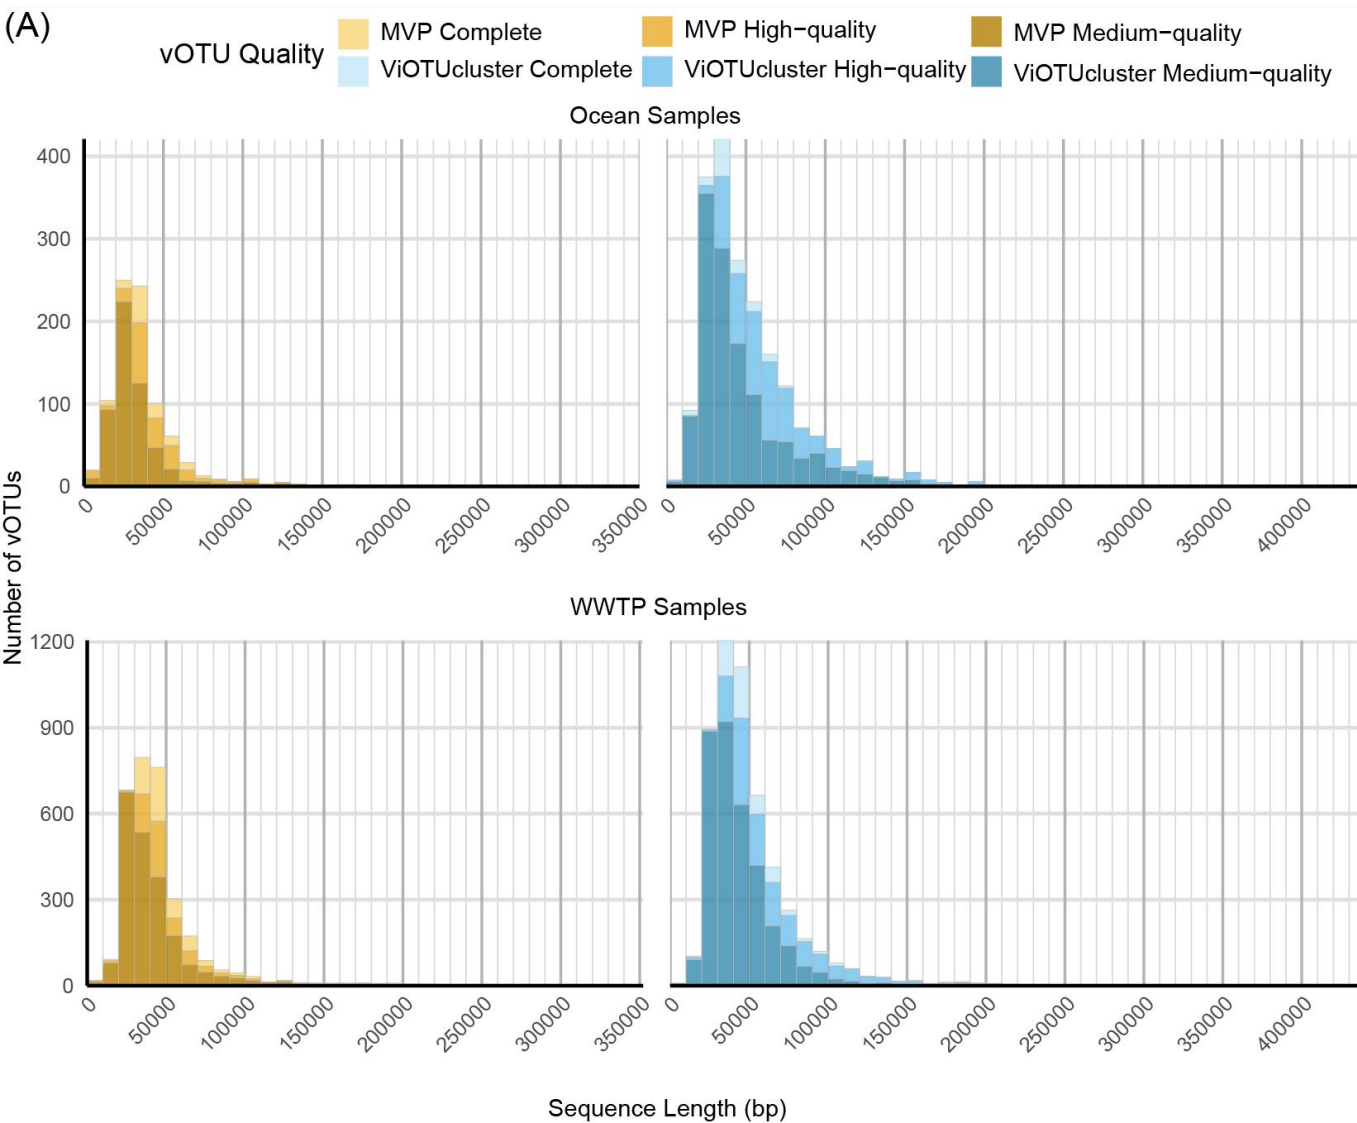 (A)
vOTU Quality
MVP Complete
MVP High−quality
MVP Medium−quality
ViOTUcluster Complete
ViOTUcluster High−quality
ViOTUcluster Medium−quality
Ocean Samples
Number of vOTUs
400
300
200
100
0
0 50000 100000 150000 200000 250000 300000 350000
0 50000 100000 150000 200000 250000 300000 350000 400000
WWTP Samples
1200
900
600
300
0
0 50000 100000 150000 200000 250000 300000 350000
0 50000 100000 150000 200000 250000 300000 350000 400000
Sequence Length (bp)